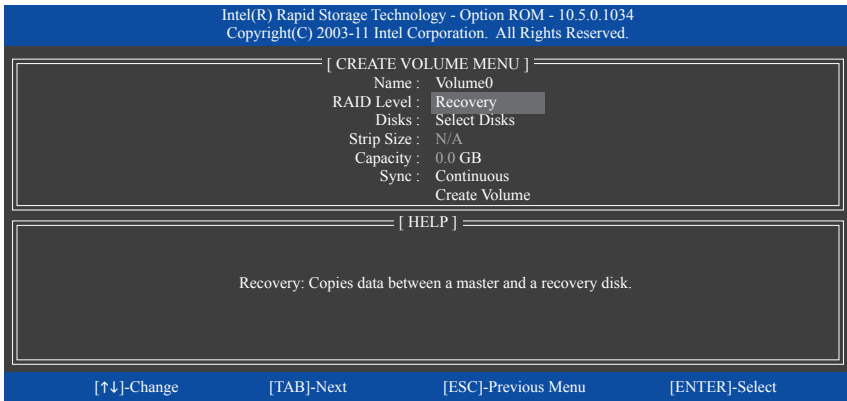 Intel(R) Rapid Storage Technology - Option ROM - 10.5.0.1034
Copyright(C) 2003-11 Intel Corporation. All Rights Reserved.
[ CREATE VOLUME MENU ]
Name : Volume0
RAID Level : Recovery
Disks : Select Disks
Strip Size : N/A
Capacity : 0.0 GB
Sync : Continuous
Create Volume
[ HELP ]
Recovery: Copies data between a master and a recovery disk.
[↑↓]-Change [TAB]-Next [ESC]-Previous Menu [ENTER]-Select